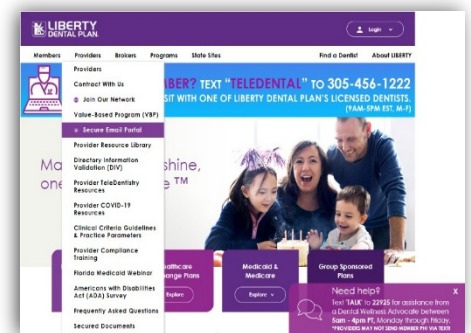 LIBERTY
DENTAL PLAN
Login
Members Providers Brokers Programs State Sites Find a Dentist About LIBERTY
Providers
Contract With Us
Join Our Network
Value-Based Program (VBP)
Secure Email Portal
Provider Resource Library
Directory Information
Validation (DIV)
Provider TeleDentistry
Resources
Provider COVID-19
Resources
Clinical Criteria Guidelines
& Practice Parameters
Provider Compliance
Training
Florida Medicaid Webinar
Americans with Disabilities
Act (ADA) Survey
Frequently Asked Questions
Secured Documents
BER? TEXT "TELEDENTAL" TO 305-456-1222
SIT WITH ONE OF LIBERTY DENTAL PLAN'S LICENSED DENTISTS.
(9AM-5PM EST, M-F)
Ma shine,
one e ™
lthcare
ange Plans
Explore
Medicaid &
Medicare
Explore
Group Sponsored
Plans
Need help?
Text 'TALK' to 22925 for assistance from
a Dental Wellness Advocate between
5am - 4pm PT, Monday through Friday.
*PROVIDERS MAY NOT SEND MEMBER PHI VIA TEXT!
X